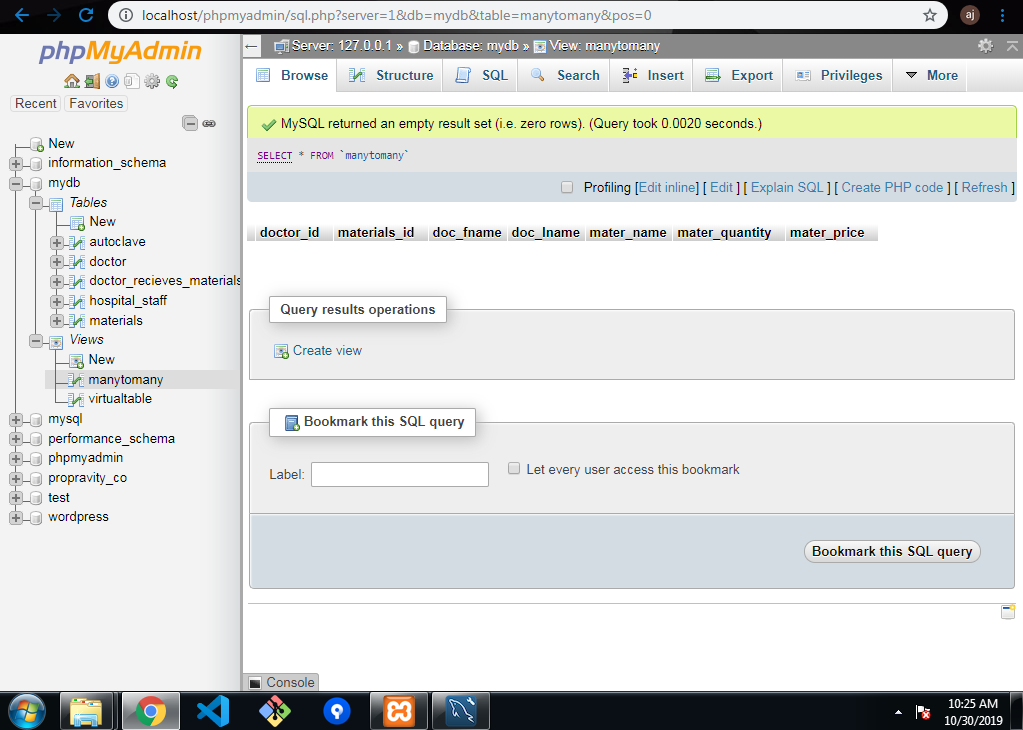 localhost/phpmyadmin/sql.php?server=1&db=mydb&table=manytomany&pos=0
aj
phpMyAdmin
Recent Favorites
New
information_schema
mydb
Tables
New
autoclave
doctor
doctor_recieves_materials
hospital_staff
materials
Views
New
manytomany
virtualtable
mysql
performance_schema
phpmyadmin
propravity_co
test
wordpress
Server: 127.0.0.1 » Database: mydb » View: manytomany
Browse Structure SQL Search Insert Export Privileges More
MySQL returned an empty result set (i.e. zero rows). (Query took 0.0020 seconds.)
SELECT * FROM `manytomany`
Profiling [Edit inline] [ Edit ] [ Explain SQL ] [ Create PHP code ] [ Refresh ]
doctor_id materials_id doc_fname doc_lname mater_name mater_quantity mater_price
Query results operations
Create view
Bookmark this SQL query
Label: Let every user access this bookmark
Bookmark this SQL query
Console
10:25 AM
10/30/2019